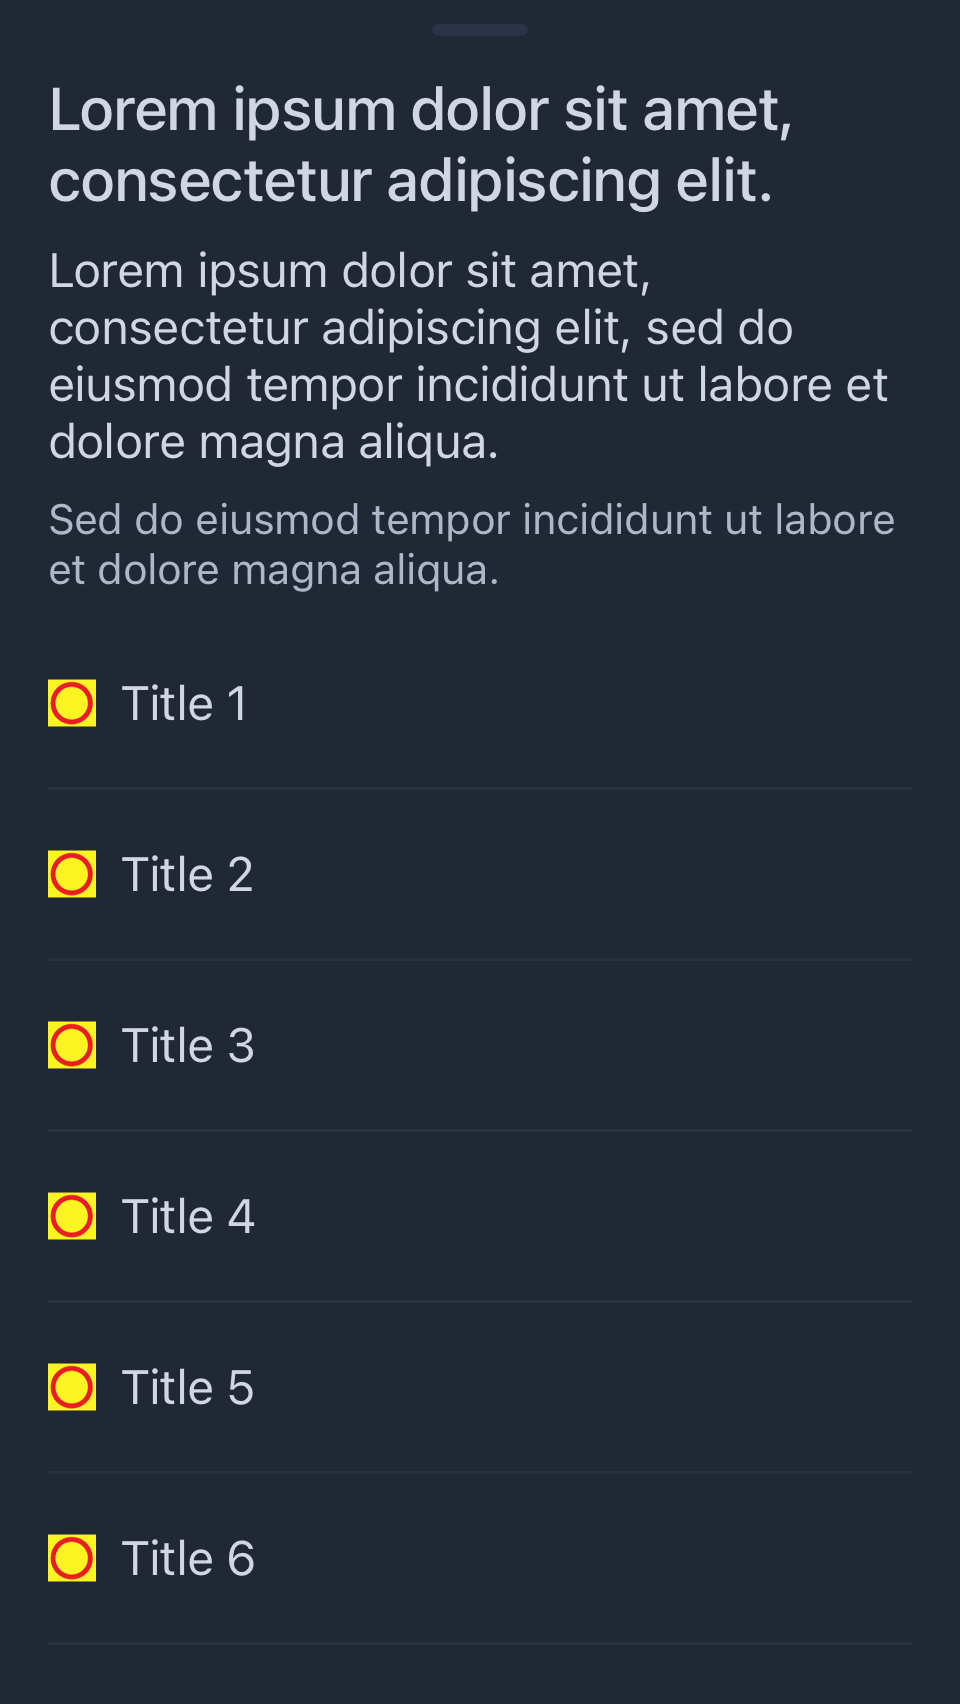 Lorem ipsum dolor sit amet,
consectetur adipiscing elit.
Lorem ipsum dolor sit amet,
consectetur adipiscing elit, sed do
eiusmod tempor incididunt ut labore et
dolore magna aliqua.
Sed do eiusmod tempor incididunt ut labore
et dolore magna aliqua.
Title 1
Title 2
Title 3
Title 4
Title 5
Title 6